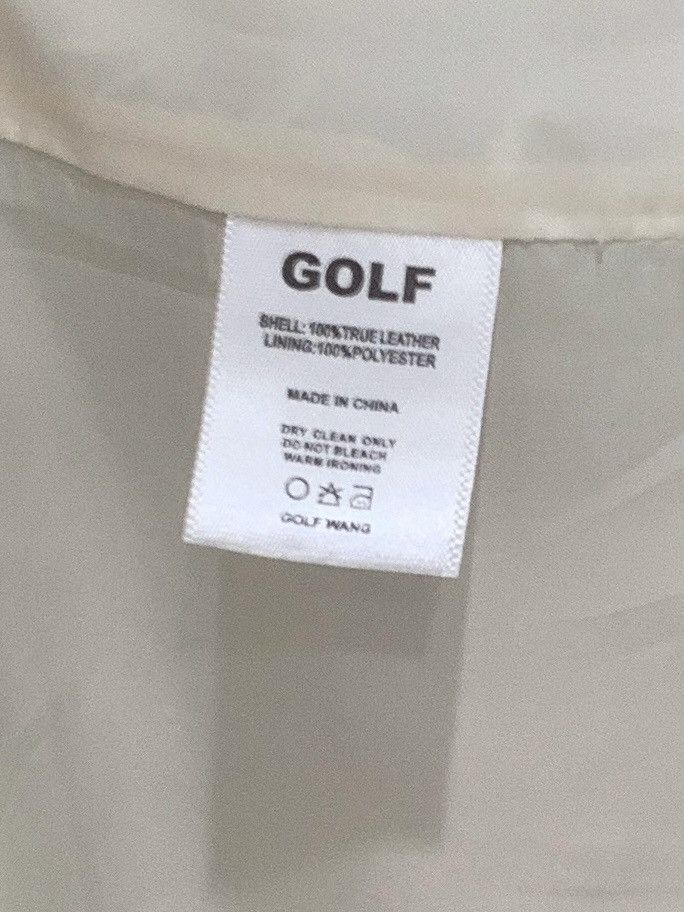 GOLF
SHELL: 100%TRUE LEATHER
LINING:100%POLYESTER
MADE IN CHINA
DRY CLEAN ONLY
DO NOT BLEACH
WARM IRONING
GOLF WANG